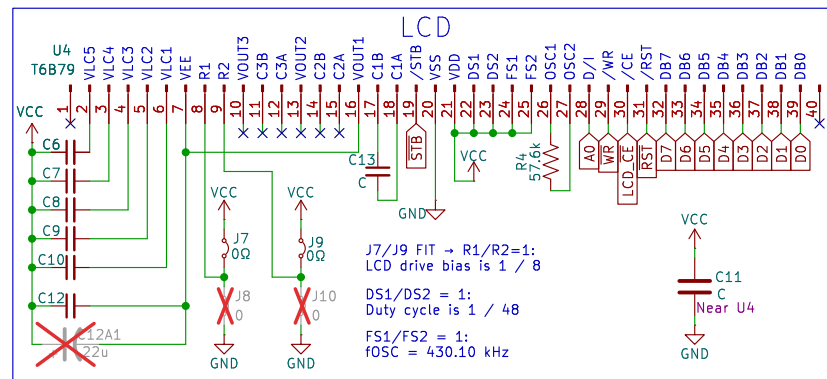 LCD
U4
T6B79
VLC5
VLC4
VLC3
VLC2
VLC1
VEE
R1
R2
VOUT3
C3B
C3A
VOUT2
C2B
C2A
VOUT1
C1B
C1A
/STB
VSS
VDD
DS1
DS2
FS1
FS2
OSC1
OSC2
D/I
/WR
/CE
/RST
DB7
DB6
DB5
DB4
DB3
DB2
DB1
DB0
1
2
3
4
5
6
7
8
9
10
11
12
13
14
15
16
17
18
19
20
21
22
23
24
25
26
27
28
29
30
31
32
33
34
35
36
37
38
39
40
VCC
C6
C7
C8
C9
C10
C12
C12A1
22u
VCC
J7
0Ω
J8
0
GND
VCC
J9
0Ω
J10
0
GND
C13
C
STB
GND
VCC
R4
57.6k
A0
WR
LCD_CE
RST
D7
D6
D5
D4
D3
D2
D1
D0
J7/J9 FIT → R1/R2=1:
LCD drive bias is 1 / 8
DS1/DS2 = 1:
Duty cycle is 1 / 48
FS1/FS2 = 1:
fOSC = 430.10 kHz
VCC
C11
C
Near U4
GND